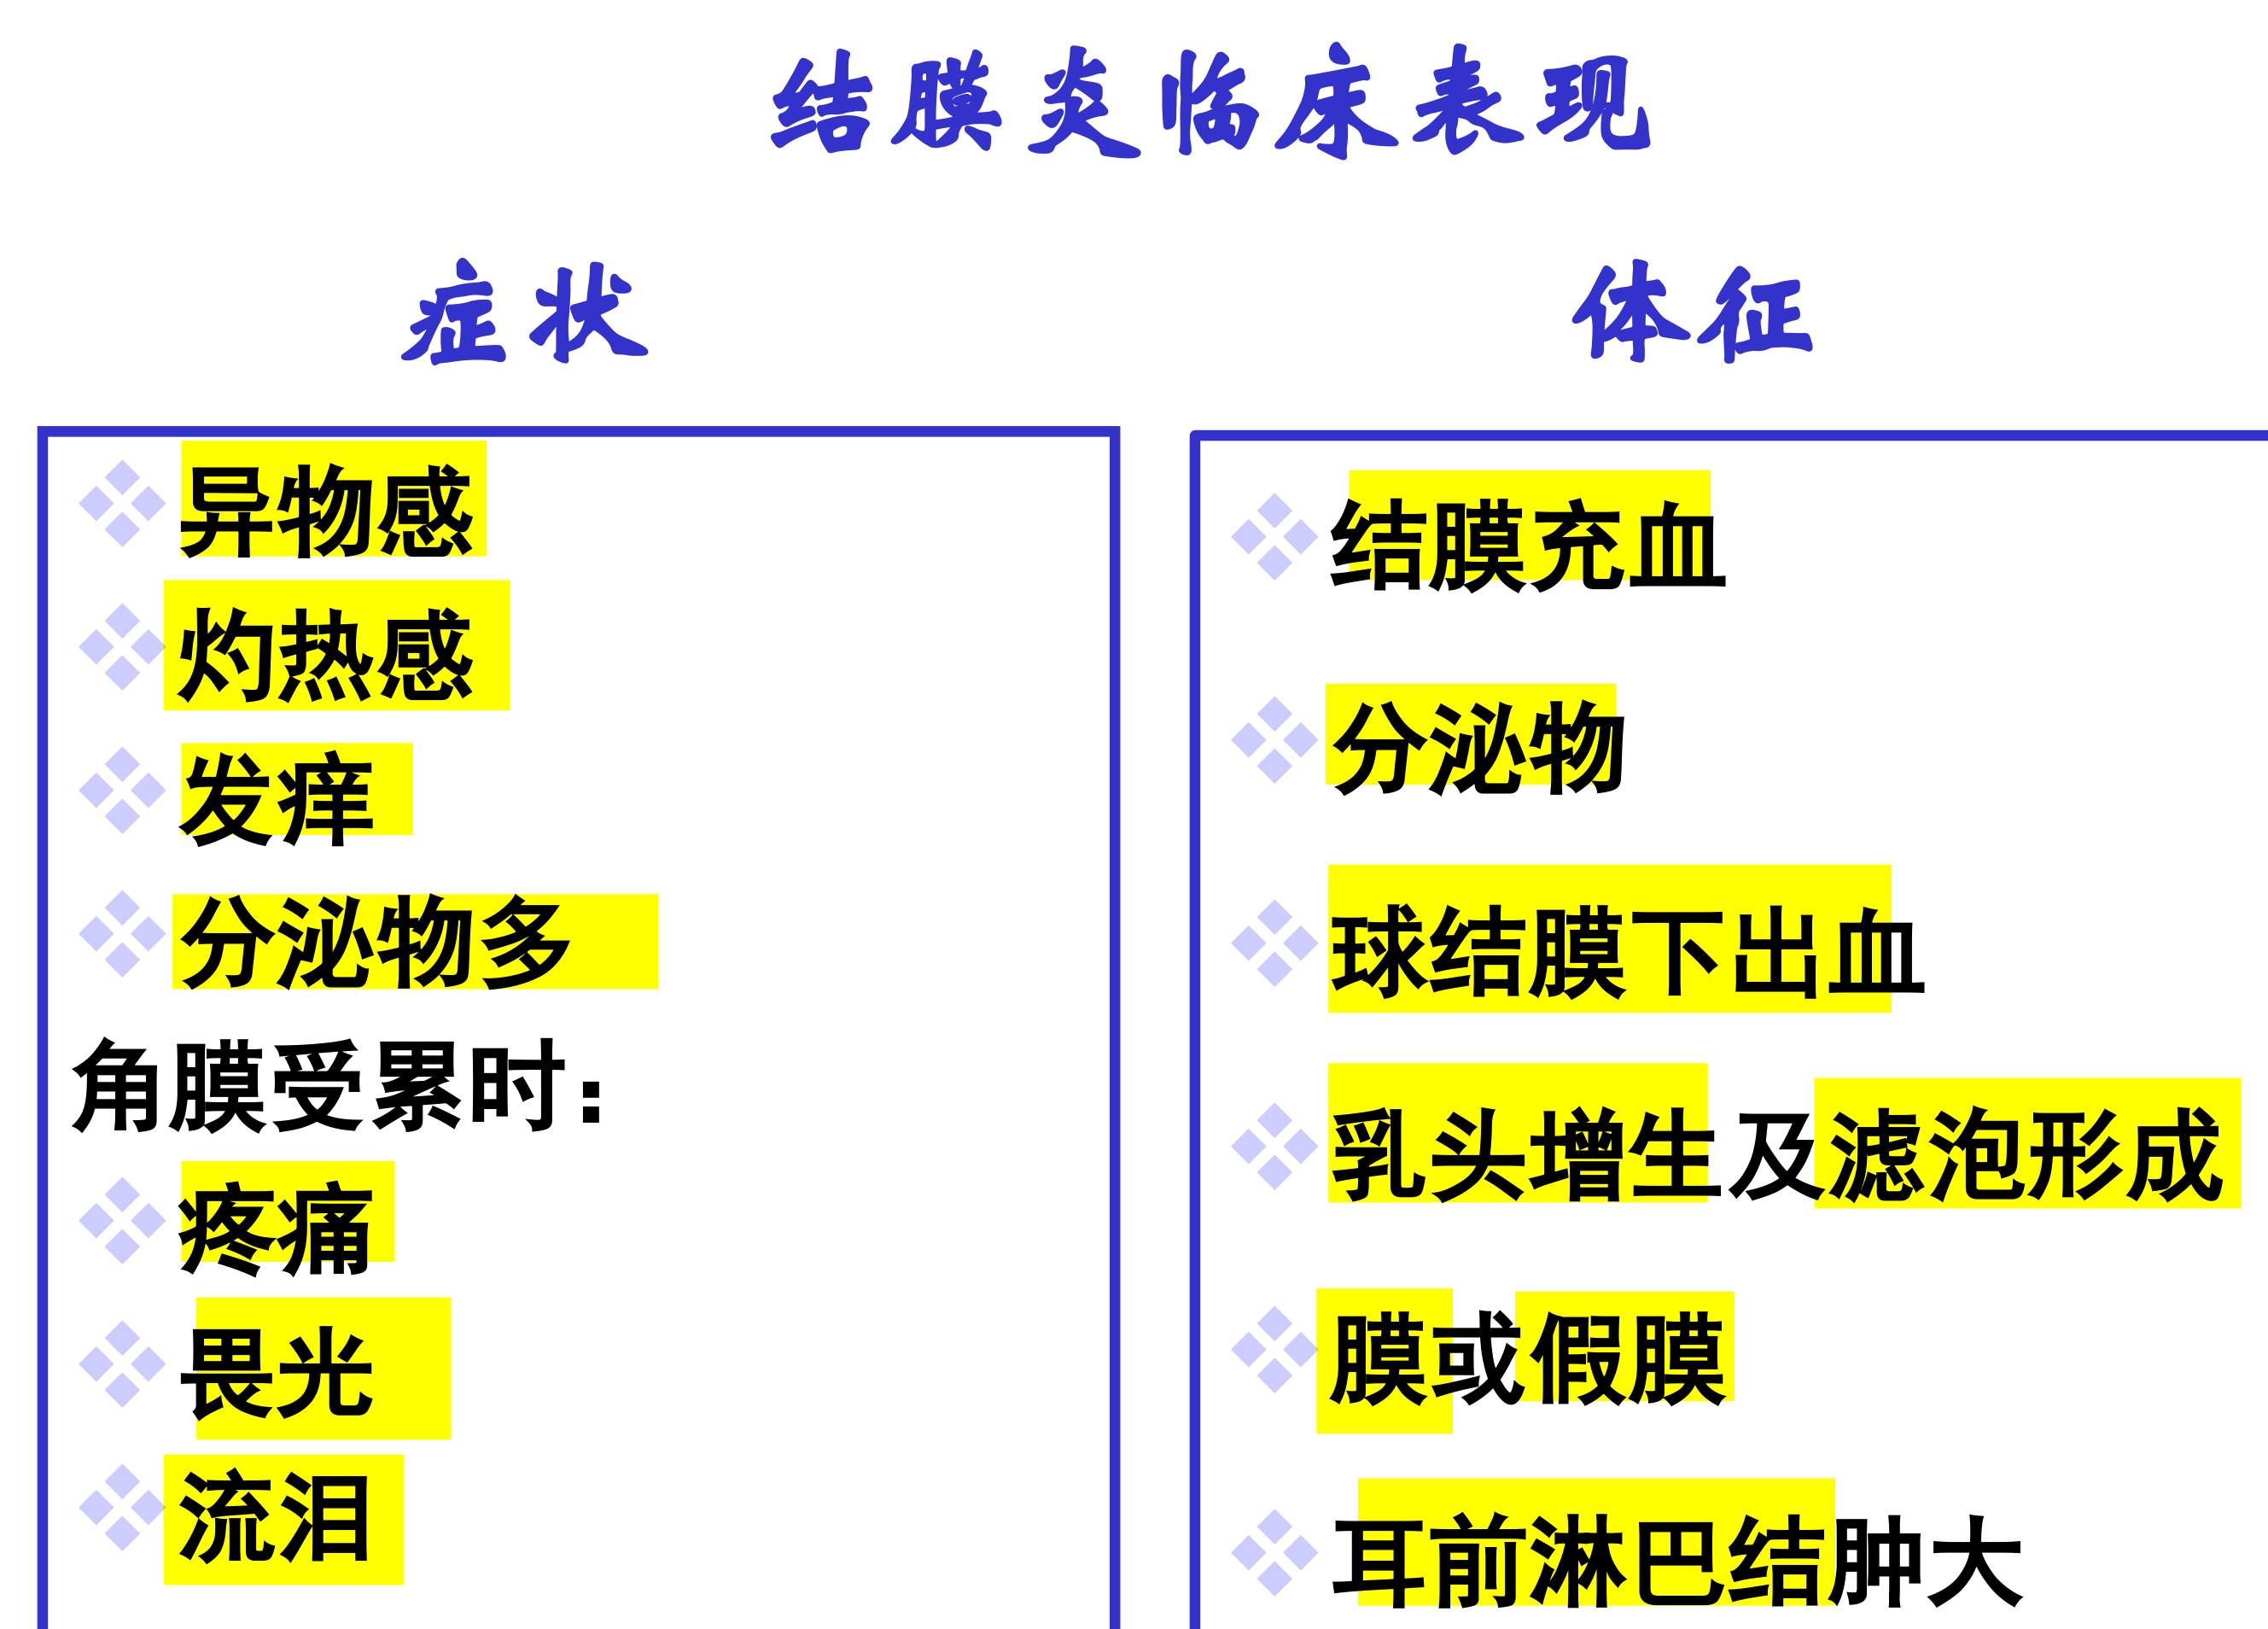 结膜炎临床表现
症状
异物感
灼热感
发痒
分泌物多
角膜受累时:
疼痛
畏光
流泪
体征
结膜充血
分泌物
球结膜下出血
乳头增生及滤泡形成
膜或假膜
耳前淋巴结肿大